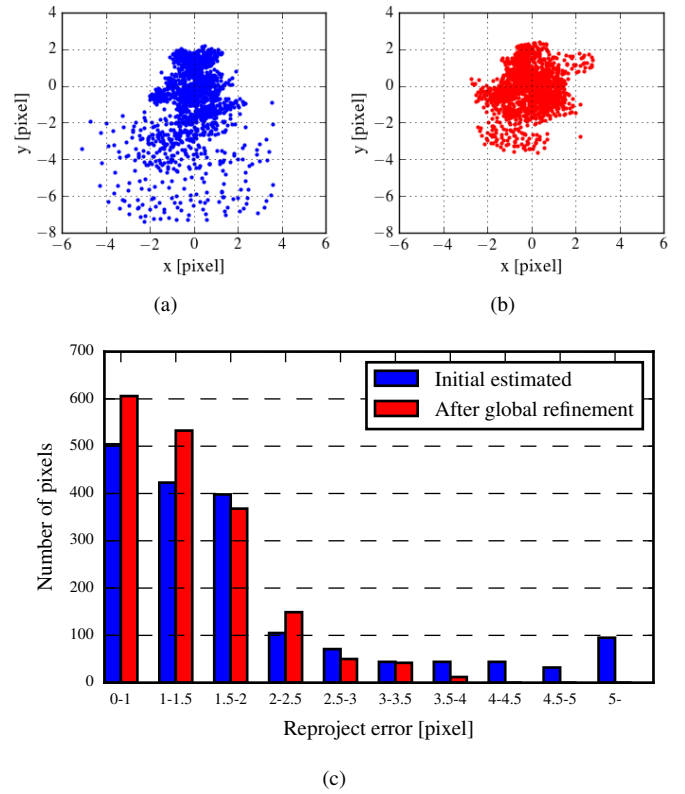 4
2
0
−2
−4
−6
−8
y [pixel]
−6 −4 −2 0 2 4 6
x [pixel]
(a)
4
2
0
−2
−4
−6
−8
y [pixel]
−6 −4 −2 0 2 4 6
x [pixel]
(b)
700
600
500
400
300
200
100
0
Number of pixels
Initial estimated
After global refinement
0-1 1-1.5 1.5-2 2-2.5 2.5-3 3-3.5 3.5-4 4-4.5 4.5-5 5-
Reproject error [pixel]
(c)